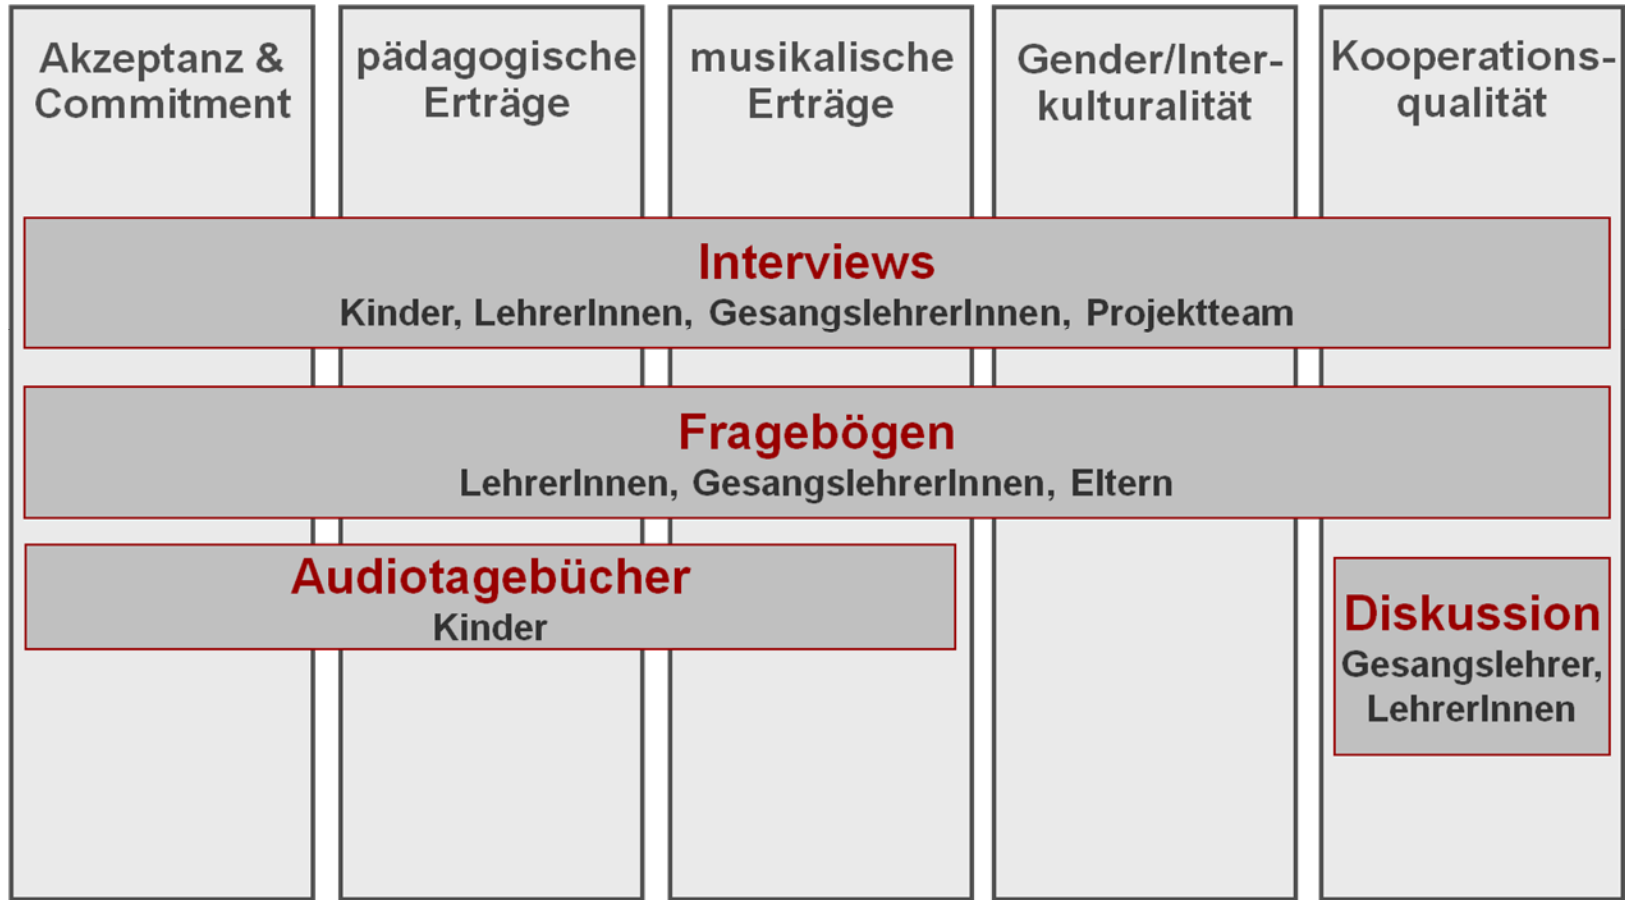 Akzeptanz &
Commitment
pädagogische
Erträge
musikalische
Erträge
Gender/Inter-
kulturalität
Kooperations-
qualität
Interviews
Kinder, LehrerInnen, GesangslehrerInnen, Projektteam
Fragebögen
LehrerInnen, GesangslehrerInnen, Eltern
Audiotagebücher
Kinder
Diskussion
Gesangslehrer,
LehrerInnen